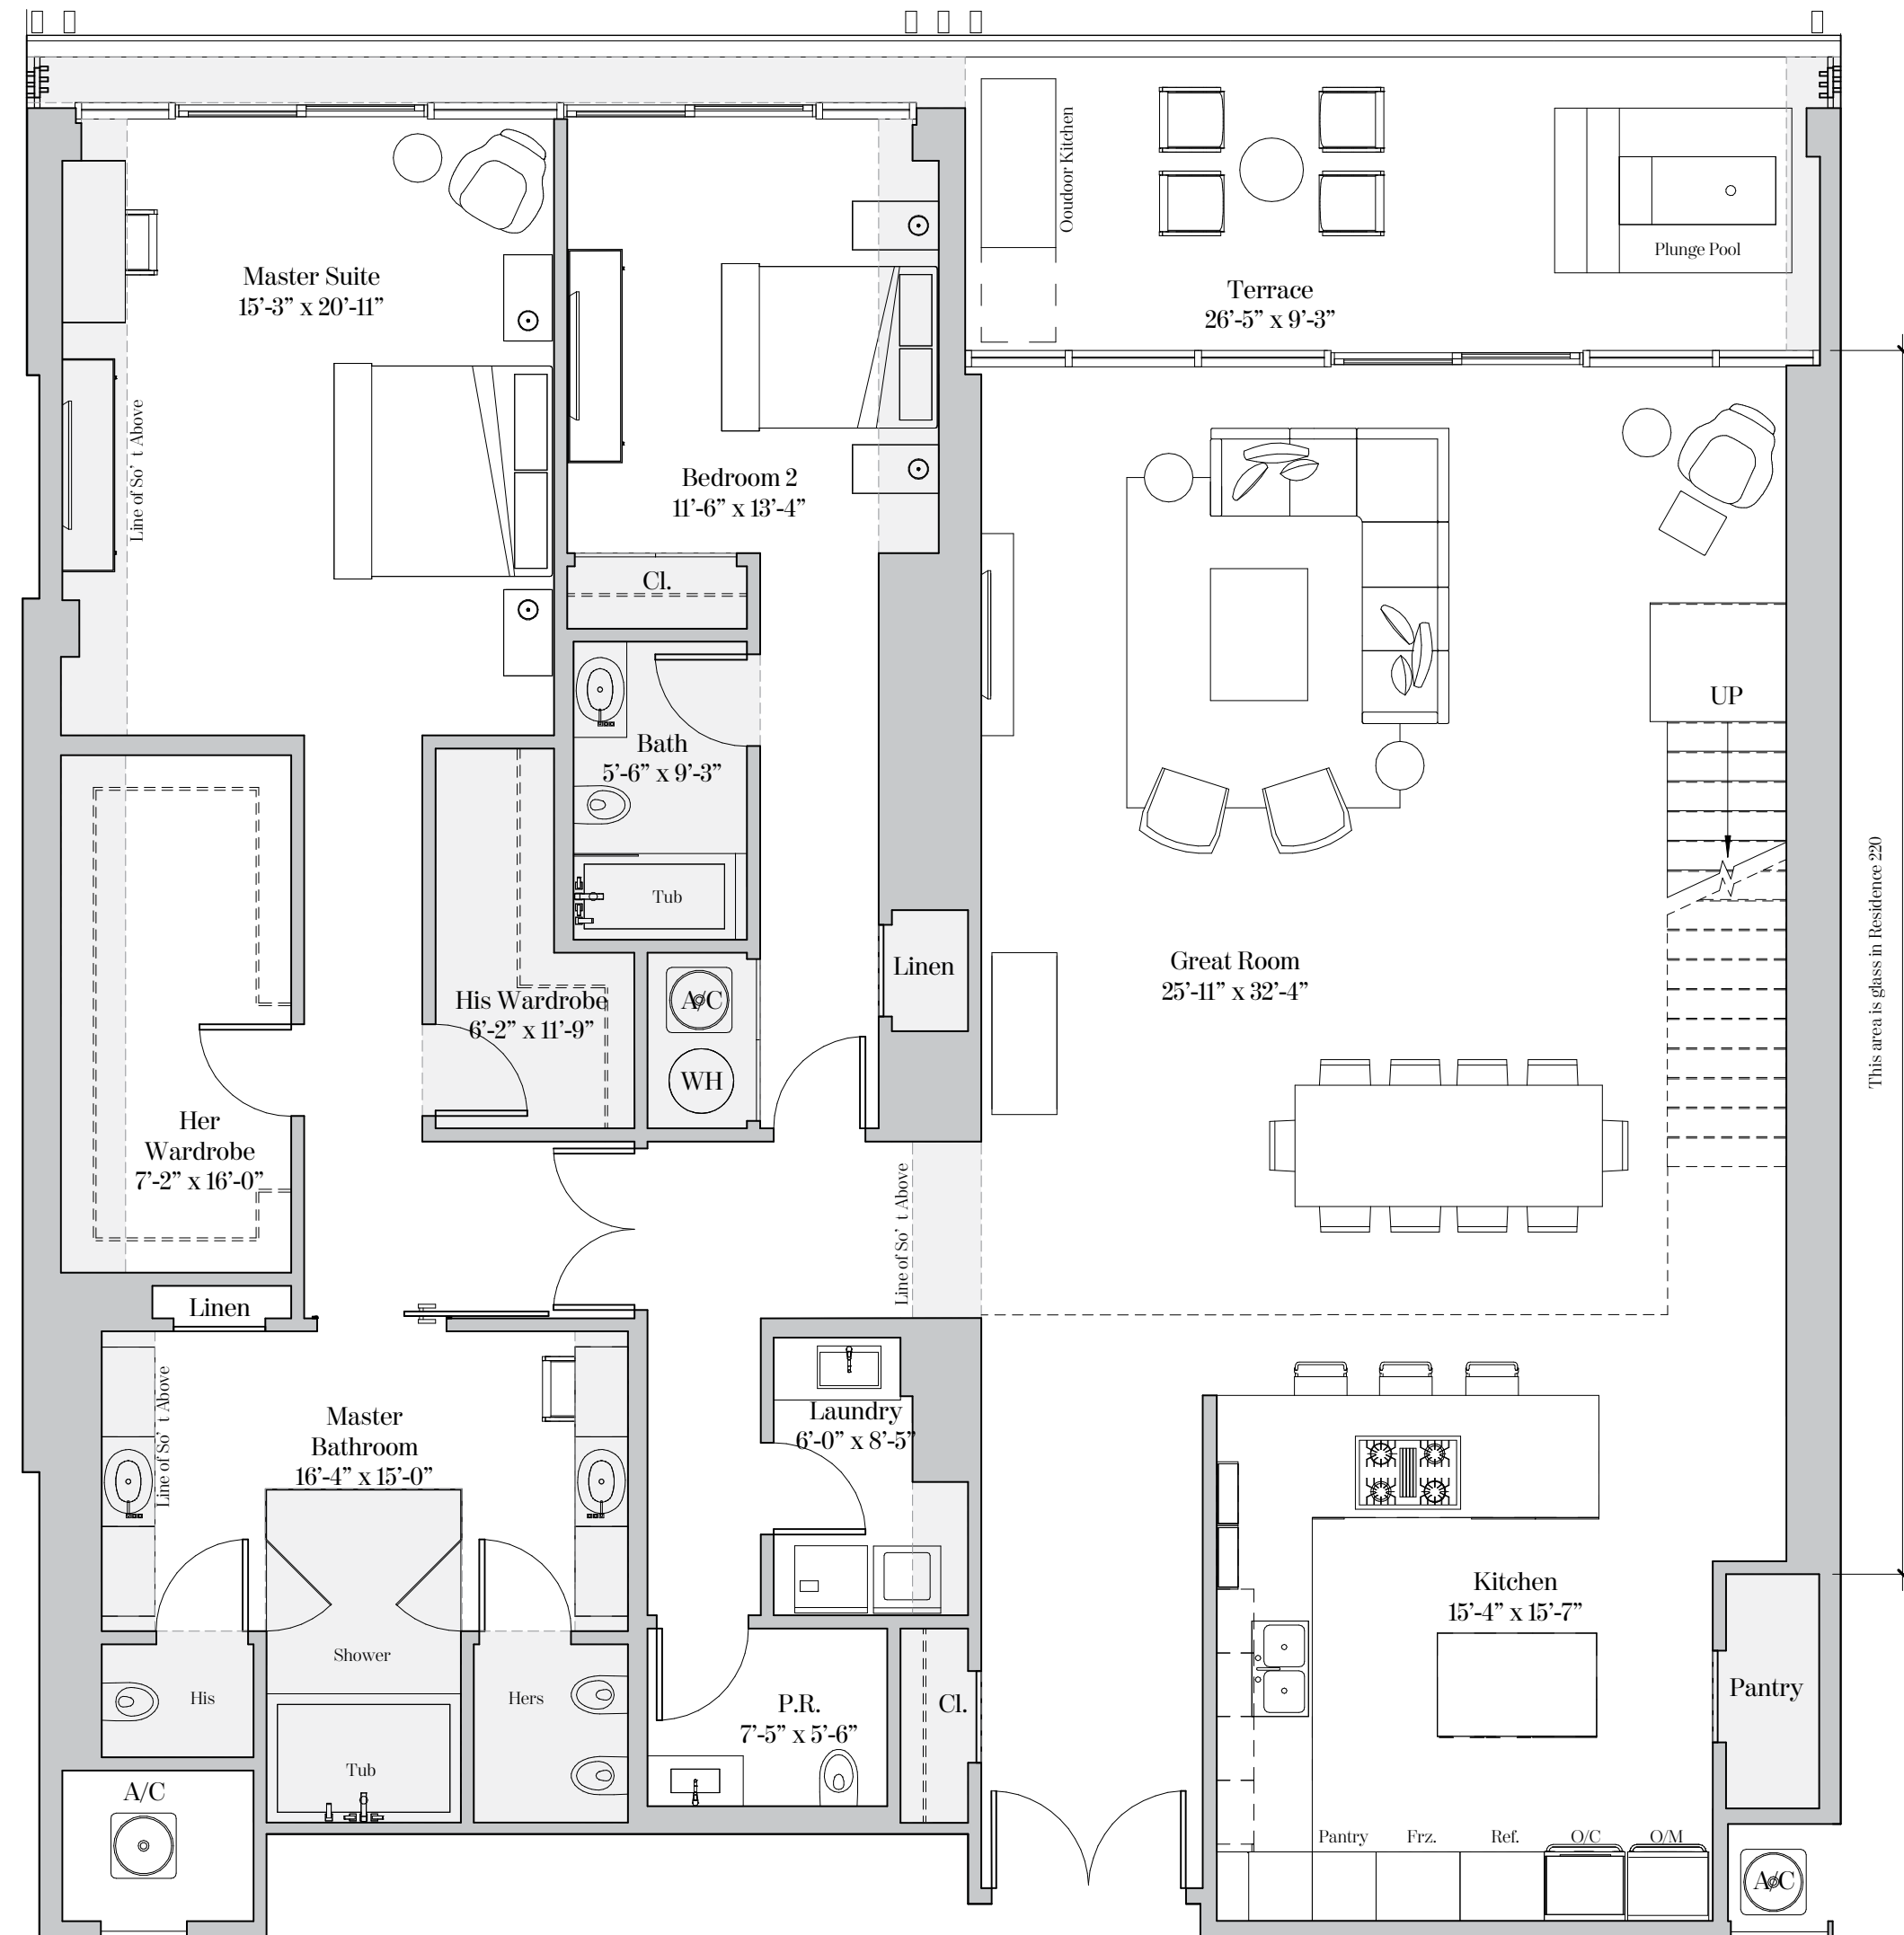 Ooudoor Kitchen
Plunge Pool
Terrace
26’-5” x 9’-3”
Master Suite
15’-3” x 20’-11”
Line of So’ t Above
Bedroom 2
11’-6” x 13’-4”
Cl.
UP
Bath
5’-6” x 9’-3”
Tub
This area is glass in Residence 220
Great Room
25’-11” x 32’-4”
Linen
His Wardrobe
6’-2” x 11’-9”
A/C
WH
Her
Wardrobe
7’-2” x 16’-0”
Line of So’ t Above
Linen
Line of So’ t Above
Master
Bathroom
16’-4” x 15’-0”
Laundry
6’-0” x 8’-5”
Kitchen
15’-4” x 15’-7”
Shower
His
Hers
P.R.
7’-5” x 5’-6”
Cl.
Pantry
Tub
A/C
Pantry
Frz.
Ref.
O/C
O/M
A/C